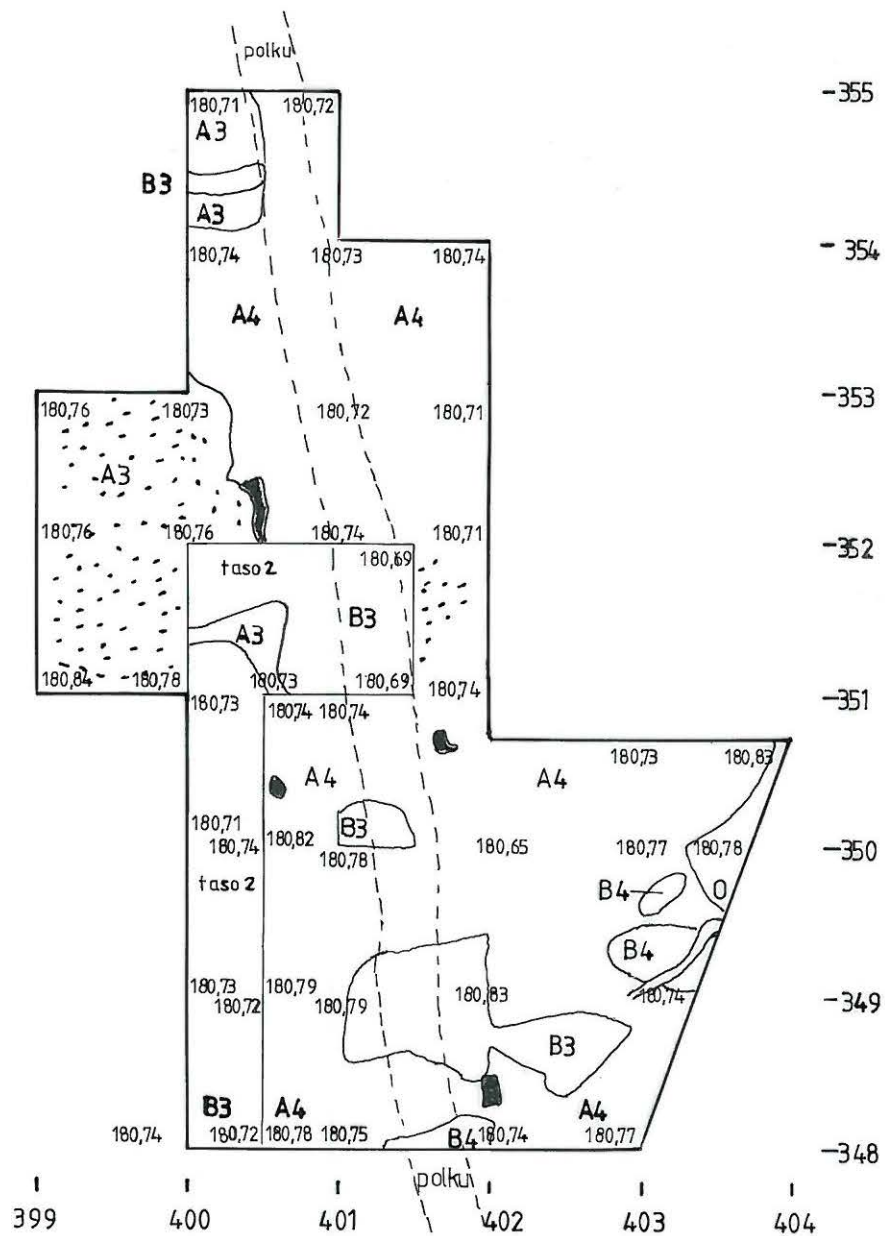 polku
180,71 180,72 -355
A3
B3
A3
180,74 180,73 180,74 -354
A4 A4
180,76 180,73 180,72 180,71 -353
A3
180,76 180,76 180,74 180,71 -352
taso 2 180,69
B3
A3
180,84 180,78 180,73 180,69 180,74 -351
180,73 180,74 180,74
180,73 180,83
A4 A4
180,71 B3
180,74 180,82 180,78 180,65 180,77 180,78 -350
taso 2 B4 O
B4
180,73 180,79 180,83 180,74 -349
180,72 180,79
B3
B3 A4 A4
180,74 180,72 180,78 180,75 B4 180,74 180,77 -348
polku
399 400 401 402 403 404